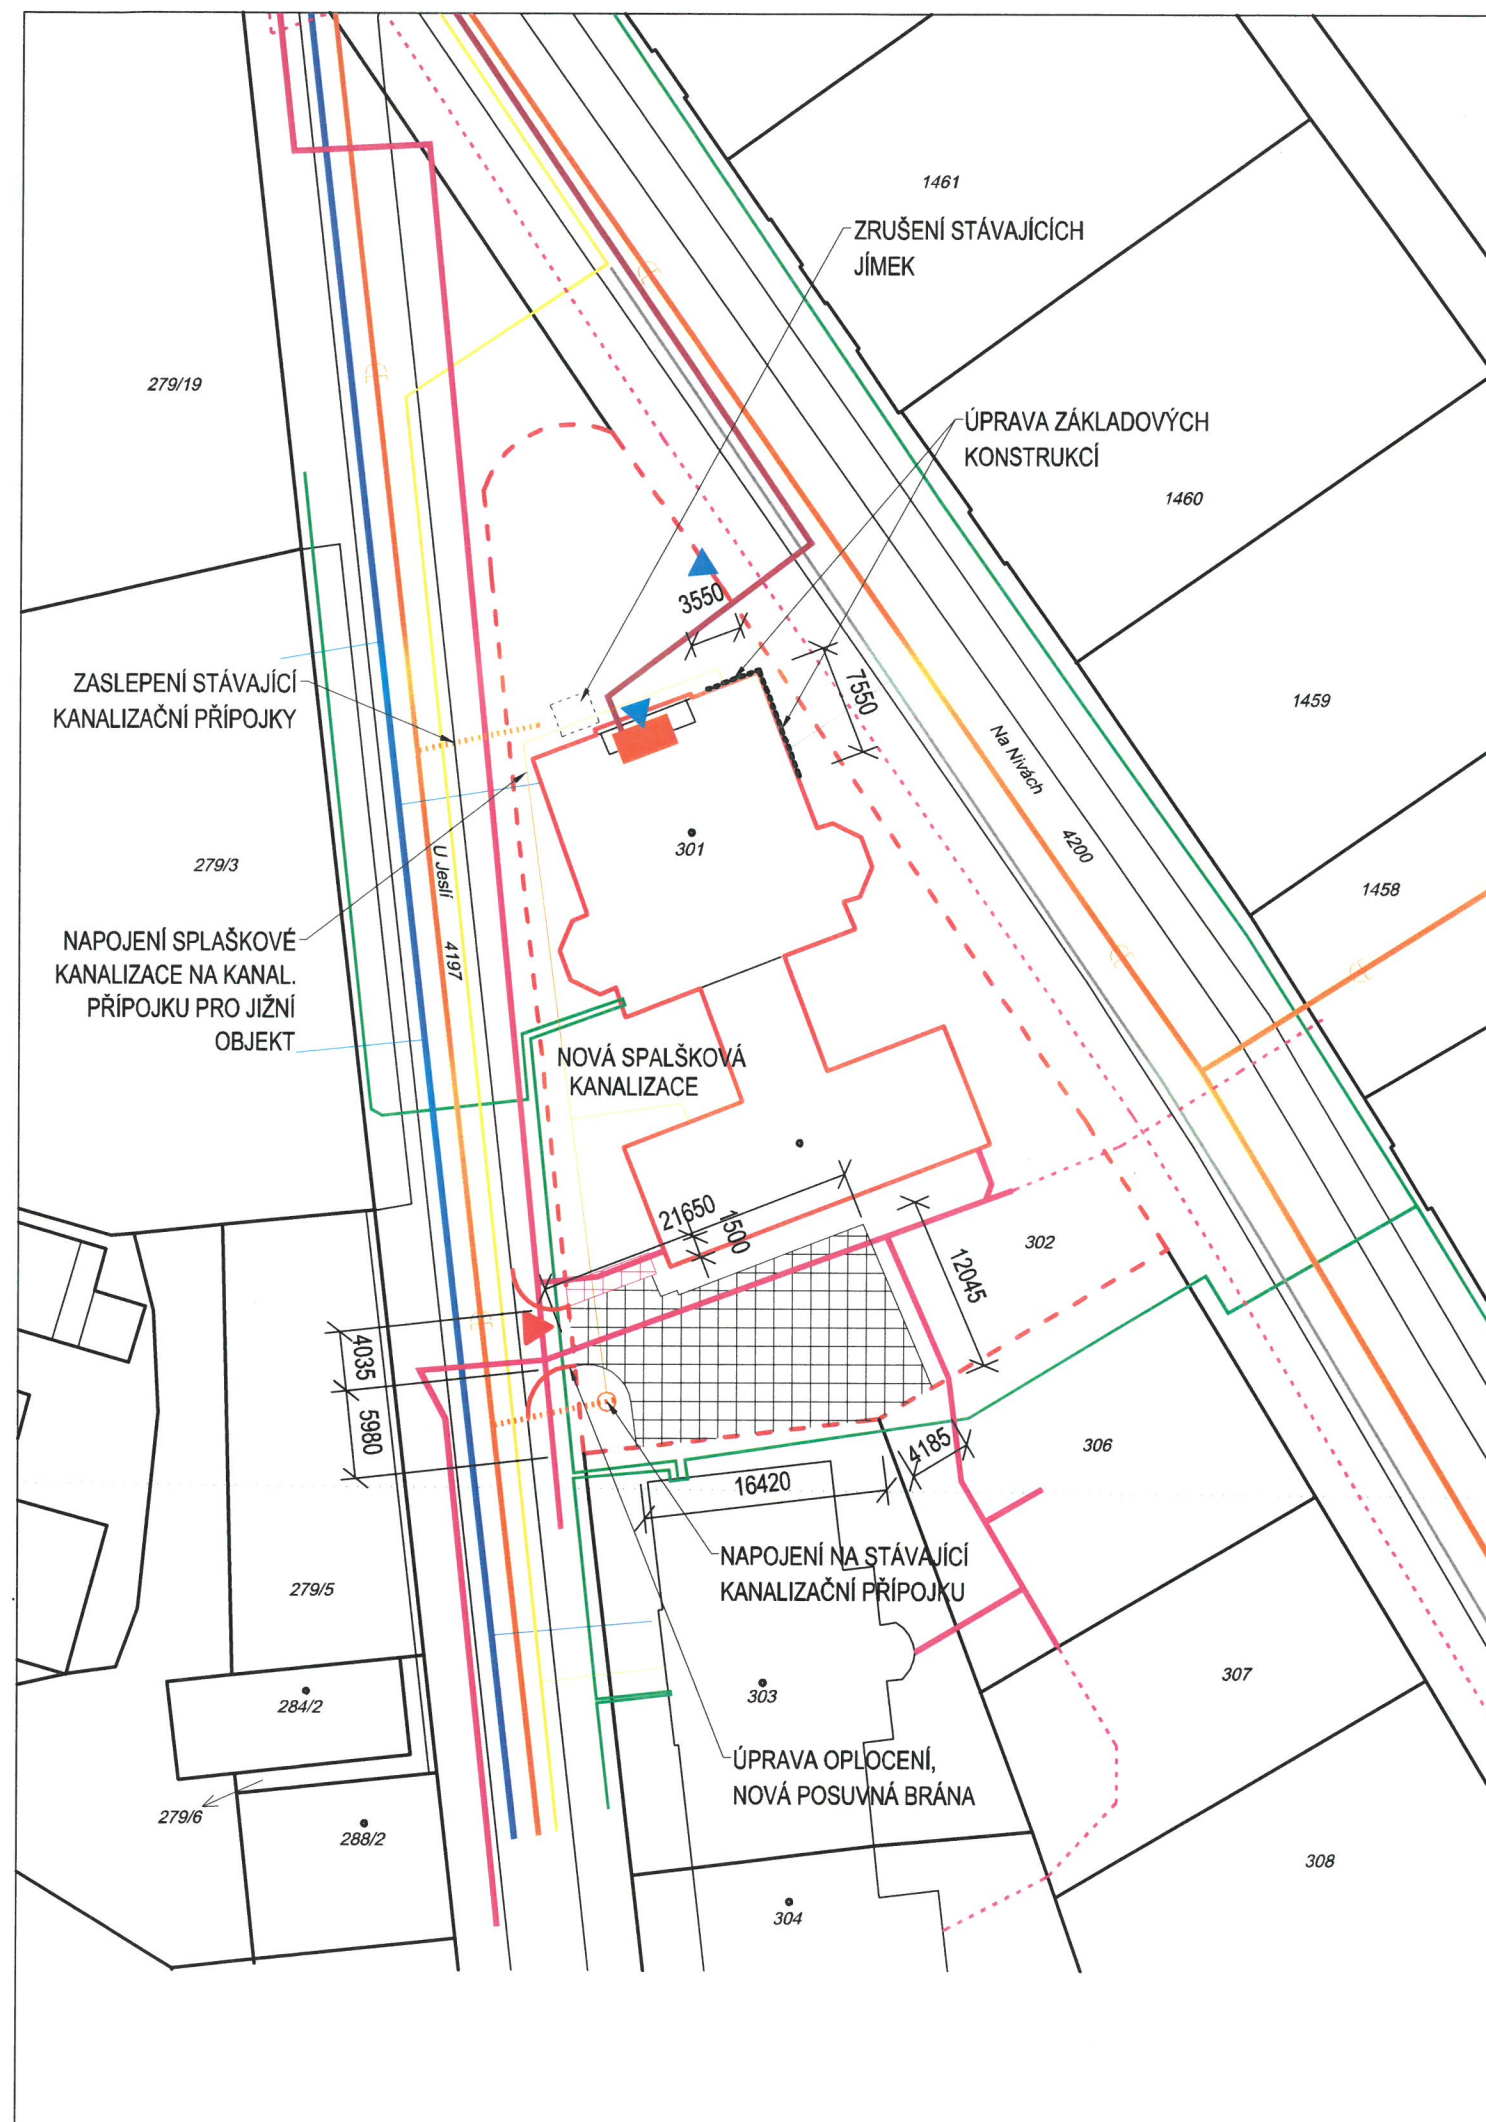 1461
ZRUŠENÍ STÁVAJÍCÍCH
JÍMEK
279/19
ÚPRAVA ZÁKLADOVÝCH
KONSTRUKCÍ
1460
3550
ZASLEPENÍ STÁVAJÍCÍ
KANALIZAČNÍ PŘÍPOJKY
7550
1459
Na Nivách
4200
301
U Jeslí
279/3
1458
4197
NAPOJENÍ SPLAŠKOVÉ
KANALIZACE NA KANAL.
PŘÍPOJKU PRO JIŽNÍ
OBJEKT
NOVÁ SPALŠKOVÁ
KANALIZACE
21650
1500
302
12045
4035
5980
4185
306
16420
NAPOJENÍ NA STÁVAJÍCÍ
KANALIZAČNÍ PŘÍPOJKU
279/5
307
303
284/2
ÚPRAVA OPLOCENÍ,
NOVÁ POSUVNÁ BRÁNA
279/6
288/2
308
304